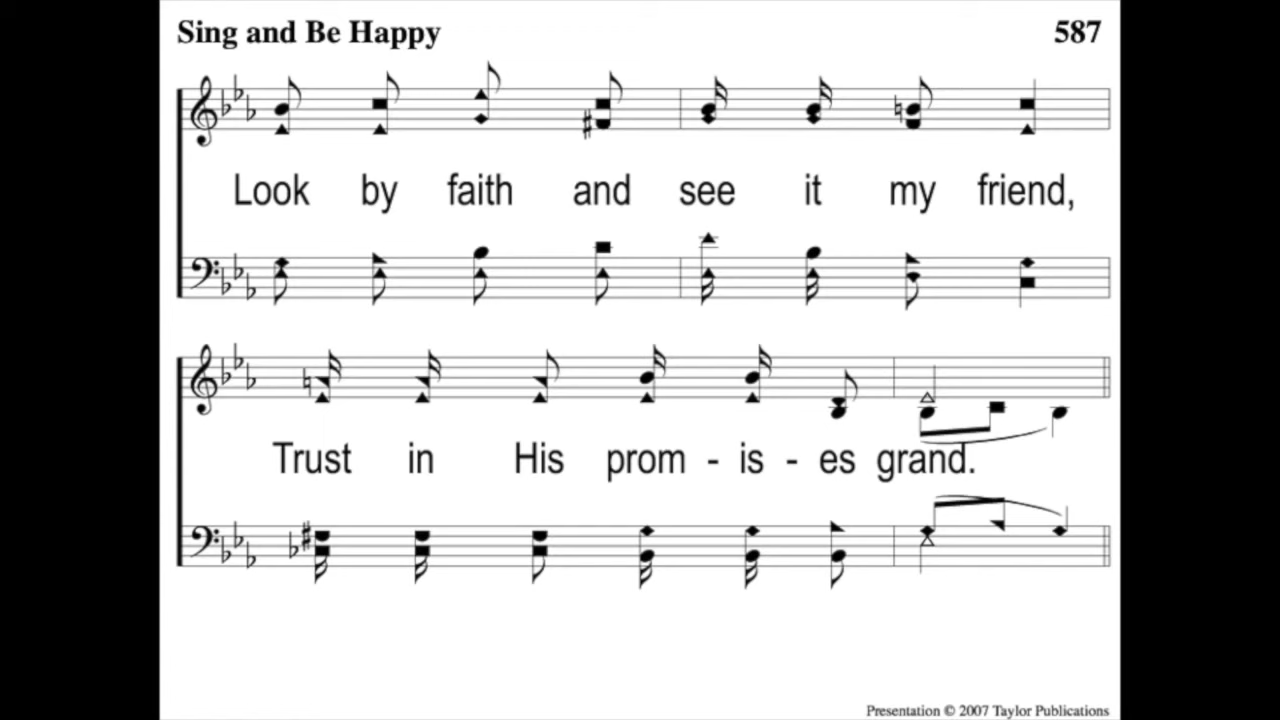 Sing and Be Happy 587
Look by faith and see it my friend,
Trust in His prom - is - es grand.
Presentation © 2007 Taylor Publications